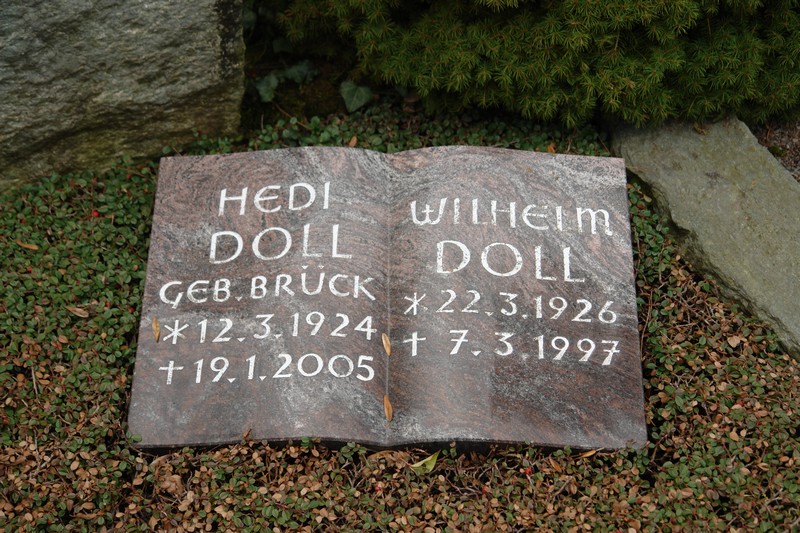 HEDI
DOLL
GEB. BRÜCK
* 12.3.1924
† 19.1.2005
WILHELM
DOLL
* 22.3.1926
† 7.3.1997